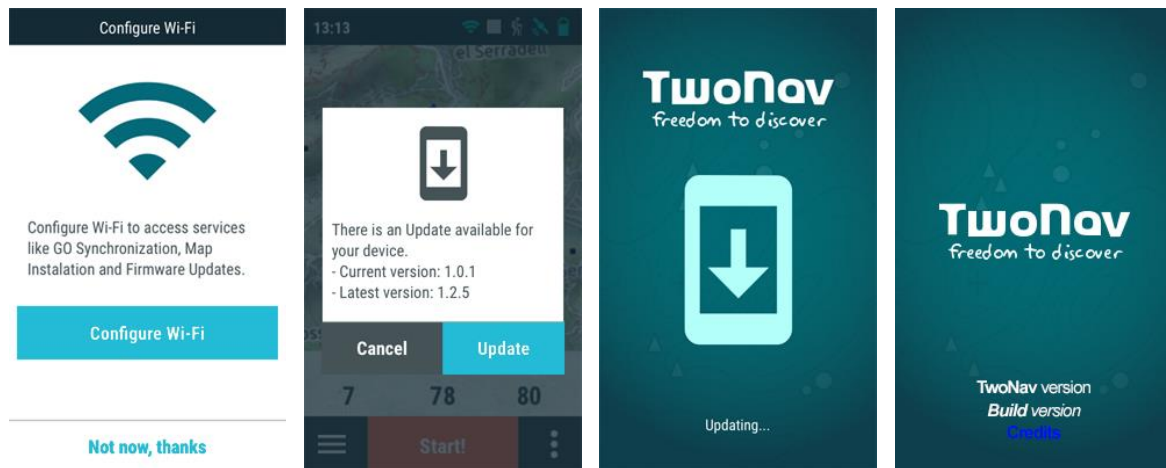 Configure Wi-Fi
Configure Wi-Fi to access services
like GO Synchronization, Map
Instalation and Firmware Updates.
Configure Wi-Fi
Not now, thanks
13:13
el Serradell
There is an Update available for
your device.
- Current version: 1.0.1
- Latest version: 1.2.5
Cancel
Update
7
78
80
Start!
TwoNav
freedom to discover
Updating...
TwoNav
freedom to discover
TwoNav version
Build version
Credits